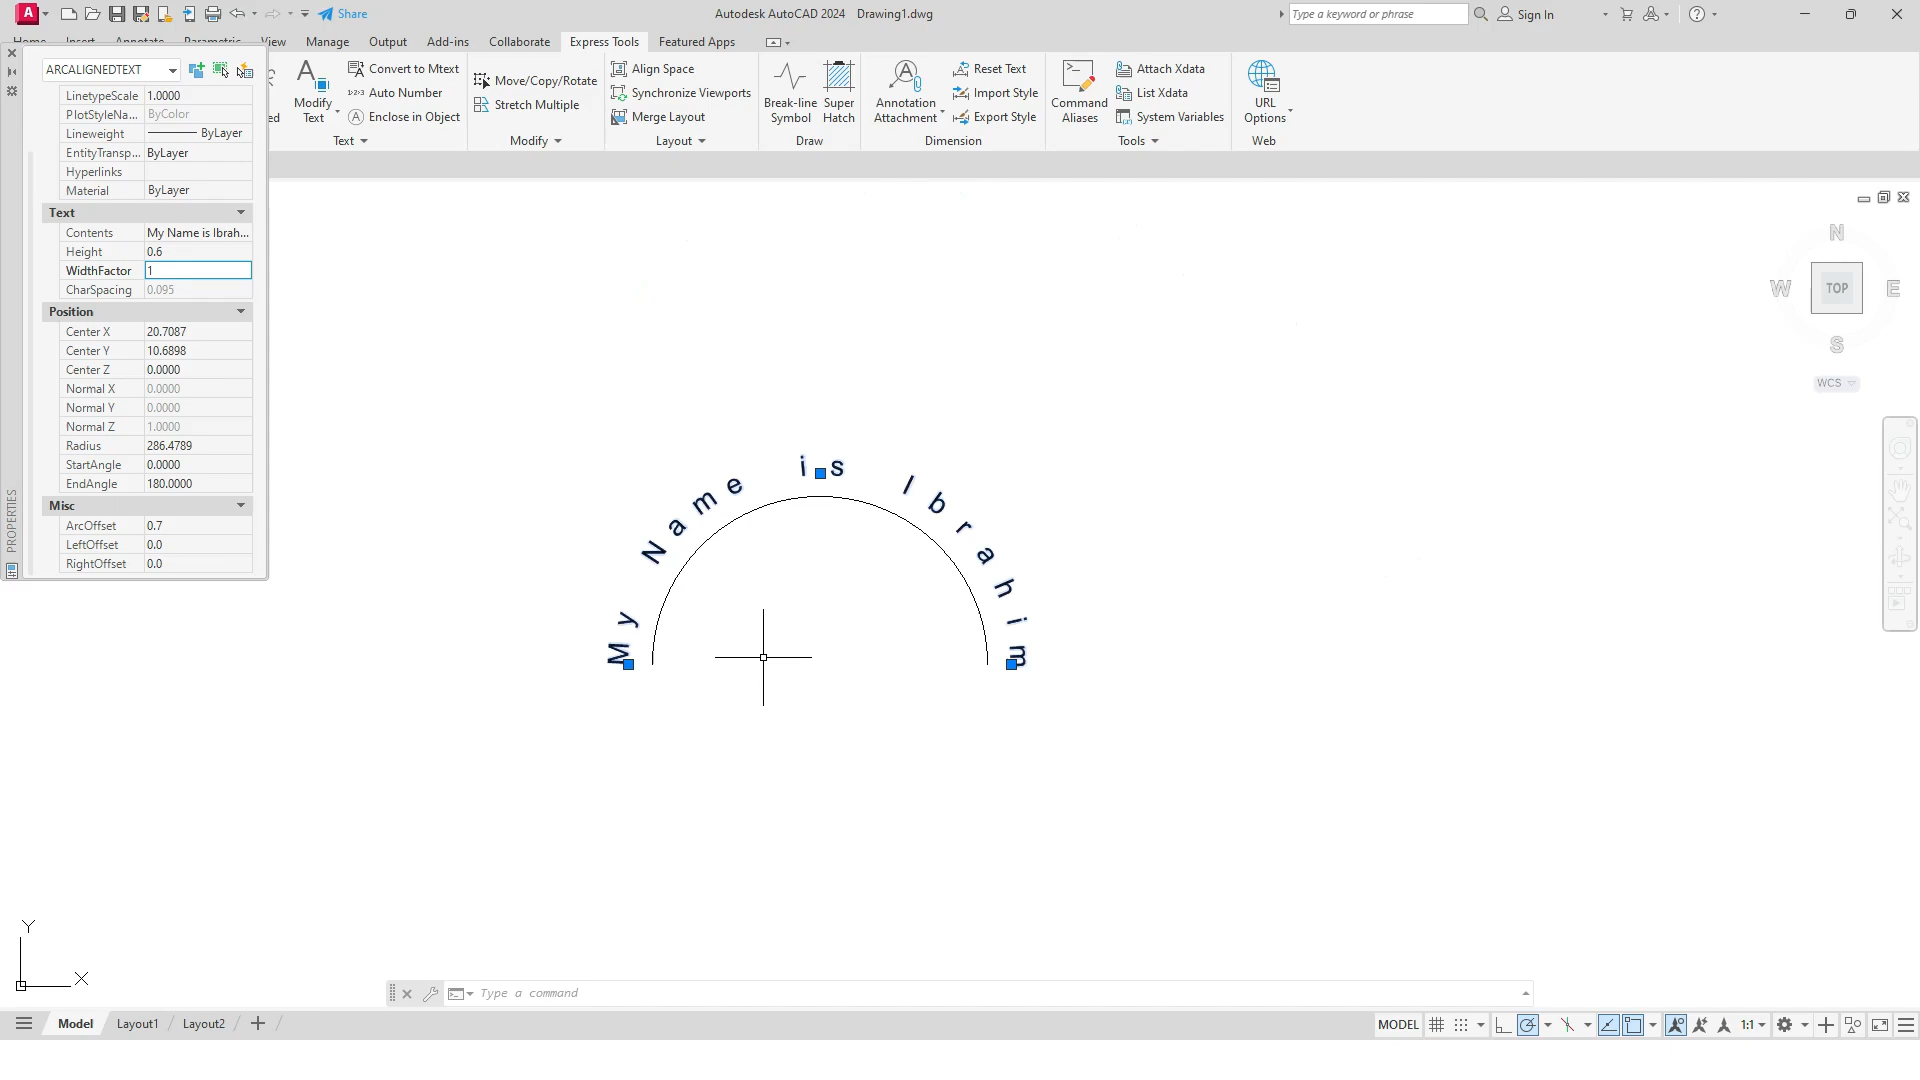 A
Share
Autodesk AutoCAD 2024 Drawing1.dwg
Type a keyword or phrase
Sign In
View Manage Output Add-ins Collaborate Express Tools Featured Apps
ARCALIGNEDTEXT
LinetypeScale 1.0000
PlotStyleNa... ByColor
Lineweight ByLayer
EntityTransp... ByLayer
Hyperlinks
Material ByLayer
Text
Contents My Name is Ibrah...
Height 0.6
WidthFactor 1
CharSpacing 0.095
Position
Center X 20.7087
Center Y 10.6898
Center Z 0.0000
Normal X 0.0000
Normal Y 0.0000
Normal Z 1.0000
Radius 286.4789
StartAngle 0.0000
EndAngle 180.0000
Misc
ArcOffset 0.7
LeftOffset 0.0
RightOffset 0.0
PROPERTIES
Modify Text
Convert to Mtext
Auto Number
Enclose in Object
Text
Move/Copy/Rotate
Stretch Multiple
Modify
Align Space
Synchronize Viewports
Merge Layout
Layout
Break-line Symbol
Super Hatch
Draw
Annotation Attachment
Reset Text
Import Style
Export Style
Dimension
Command Aliases
Attach Xdata
List Xdata
System Variables
Tools
URL Options
Web
N
W TOP E
S
WCS
My Name is Ibrahim
Y
X
Type a command
Model Layout1 Layout2
MODEL 1:1